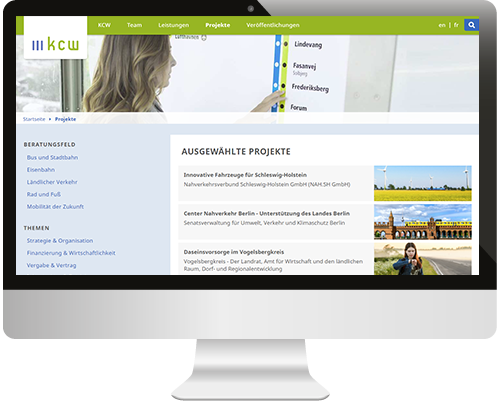 KCW Team Leistungen Projekte Veröffentlichungen en | fr
kcw
Lindevang
Fasanvej
Frederiksberg
Forum
Startseite Projekte
BERATUNGSFELD
Bus und Stadtbahn
Eisenbahn
Ländlicher Verkehr
Rad und Fuß
Mobilität der Zukunft
THEMEN
Strategie & Organisation
Finanzierung & Wirtschaftlichkeit
Vergabe & Vertrag
AUSGEWÄHLTE PROJEKTE
Innovative Fahrzeuge für Schleswig-Holstein
Nahverkehrsverbund Schleswig-Holstein GmbH (NAH.SH GmbH)
Center Nahverkehr Berlin - Unterstützung des Landes Berlin
Senatsverwaltung für Umwelt, Verkehr und Klimaschutz Berlin
Daseinsvorsorge im Vogelsbergkreis
Vogelsbergkreis - Der Landrat, Amt für Wirtschaft und den ländlichen
Raum, Dorf- und Regionalentwicklung